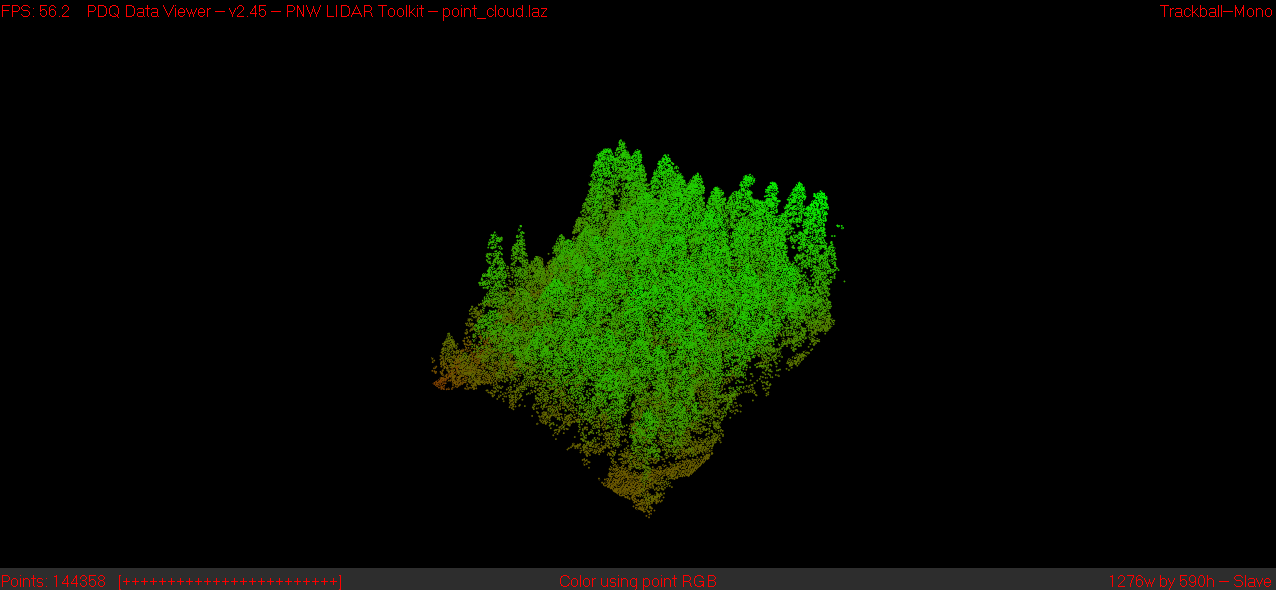 FPS: 56.2 PDQ Data Viewer – v2.45 – PNW LIDAR Toolkit – point_cloud.laz Trackball–Mono
Points: 144358 [++++++++++++++++++++++++] Color using point RGB 1276w by 590h – Slave